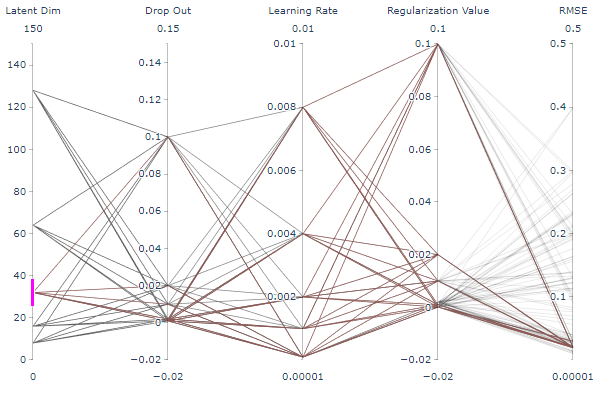 Latent Dim Drop Out Learning Rate Regularization Value RMSE
150 0.15 0.01 0.1 0.5
140 0.14 0.01 0.1 0.5
120 0.12 0.008 0.08 0.4
100 0.1 0.006 0.06 0.3
80 0.08 0.004 0.04 0.2
60 0.06 0.002 0.02 0.1
40 0.04 0
20 0.02 −0.02
0 0
−0.02
0 −0.02 0.00001 −0.02 0.00001